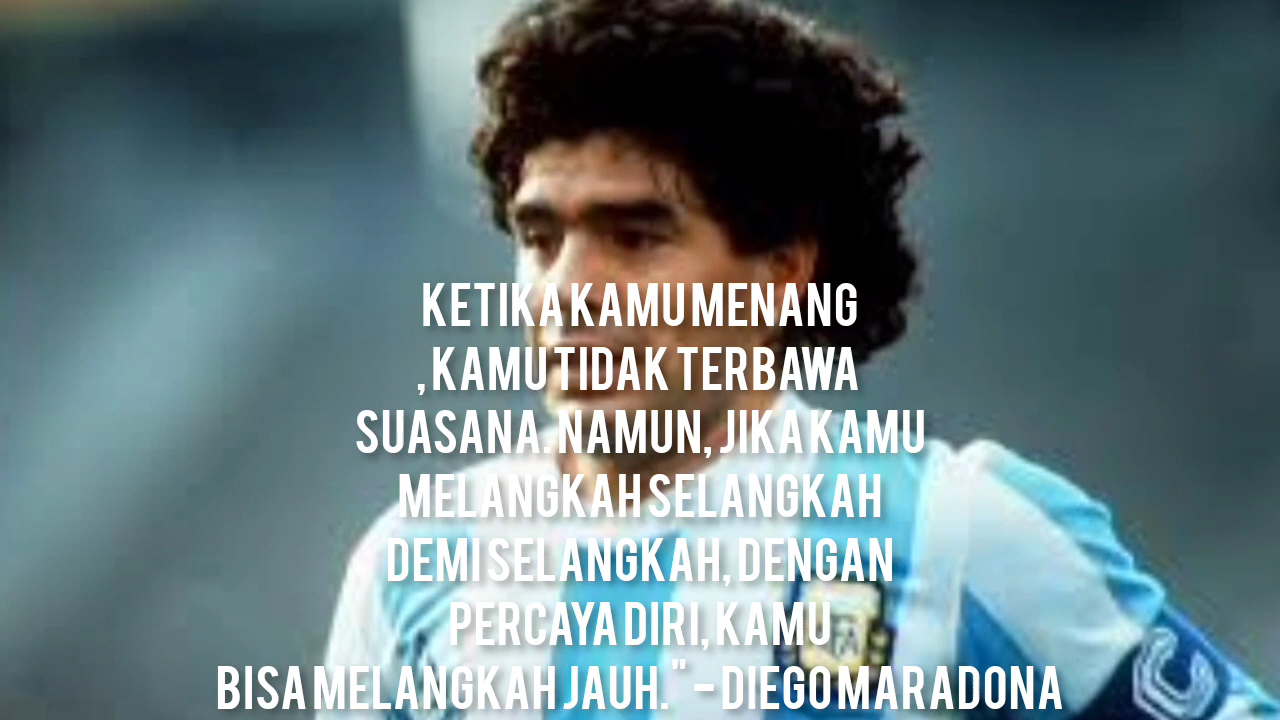 KETIKA KAMU MENANG
, KAMU TIDAK TERBAWA
SUASANA. NAMUN, JIKA KAMU
MELANGKAH SELANGKAH
DEMI SELANGKAH, DENGAN
PERCAYA DIRI, KAMU
BISA MELANGKAH JAUH." - DIEGO MARADONA